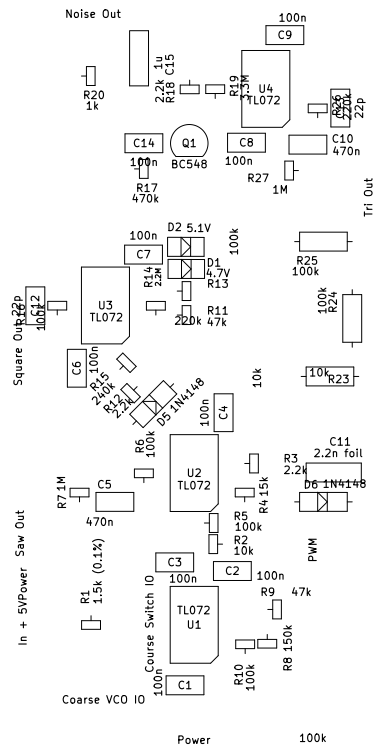 Noise Out
100n
C9
1u
C15
2.2k
R18
R20
1k
R19
3.3M
U4
TL072
R26
220k
22p
C14
100n
Q1
BC548
C8
100n
C10
470n
R17
470k
R27
1M
Tri Out
D2 5.1V
100n
C7
100k
R25
100k
D1
4.7V
R14
2.2M
R13
Square Out
22p
C12
R16
100k
U3
TL072
R11
47k
220k
100k
R24
C6
100n
R15
240k
R12
2.2k
D5 1N4148
10k
10k
R23
100n
C4
R6
100k
C11
2.2n foil
R3
2.2k
U2
TL072
D6 1N4148
R7 1M
C5
470n
R4 15k
R5
100k
R2
10k
Saw Out
In + 5VPower
R1
1.5k (0.1%)
PWM
C3
100n
C2
100n
Course Switch IO
R9
47k
TL072
U1
R8 150k
R10
100k
100n
C1
Coarse VCO IO
Power
100k